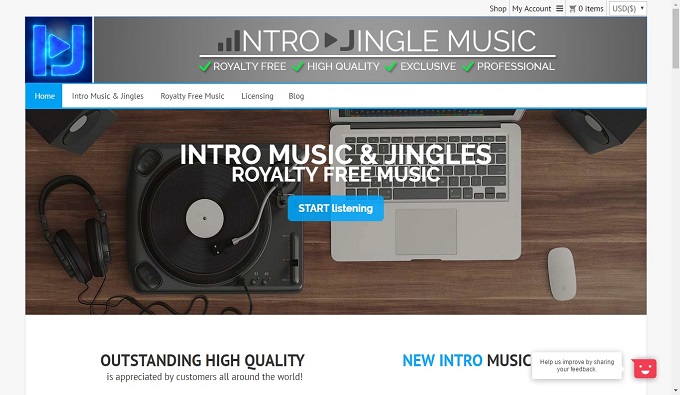 Shop My Account 0 items USD($)
IJ
INTRO JINGLE MUSIC
ROYALTY FREE HIGH QUALITY EXCLUSIVE PROFESSIONAL
Home Intro Music & Jingles Royalty Free Music Licensing Blog
INTRO MUSIC & JINGLES
ROYALTY FREE MUSIC
START listening
OUTSTANDING HIGH QUALITY
is appreciated by customers all around the world!
NEW INTRO MUSIC
Help us improve by sharing
your feedback.